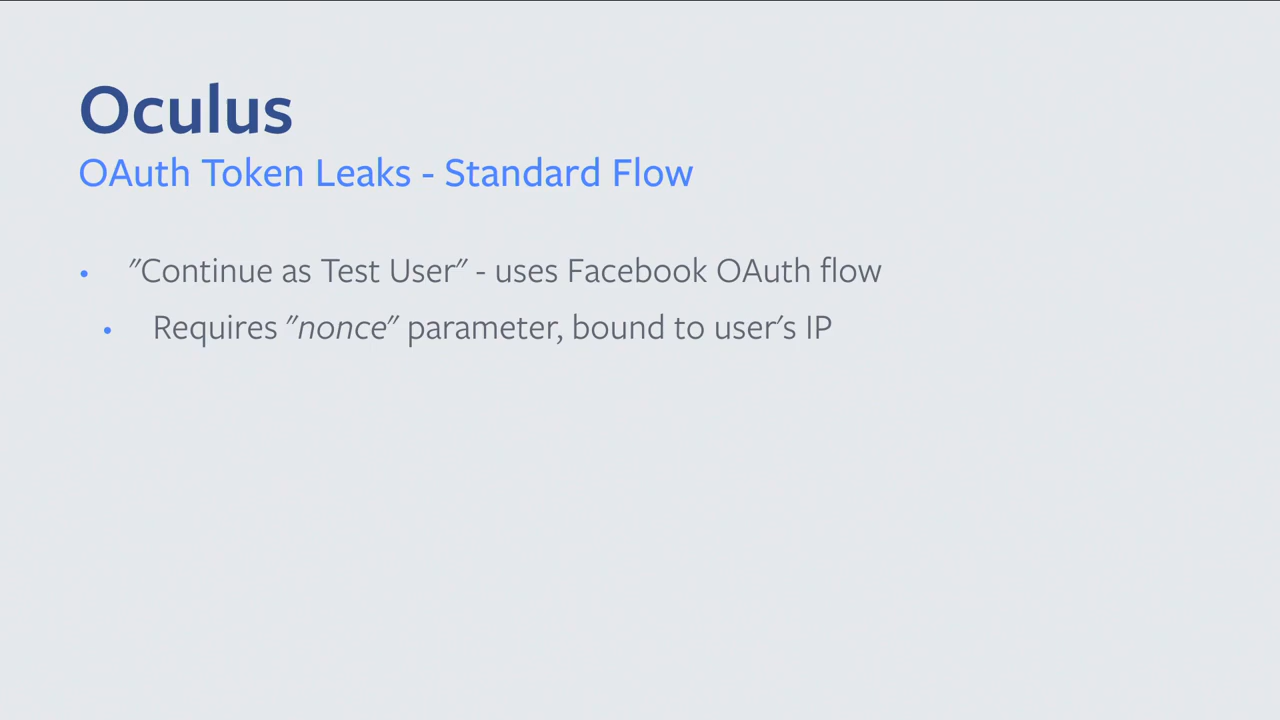 Oculus
OAuth Token Leaks - Standard Flow
• "Continue as Test User" - uses Facebook OAuth flow
• Requires "nonce" parameter, bound to user's IP